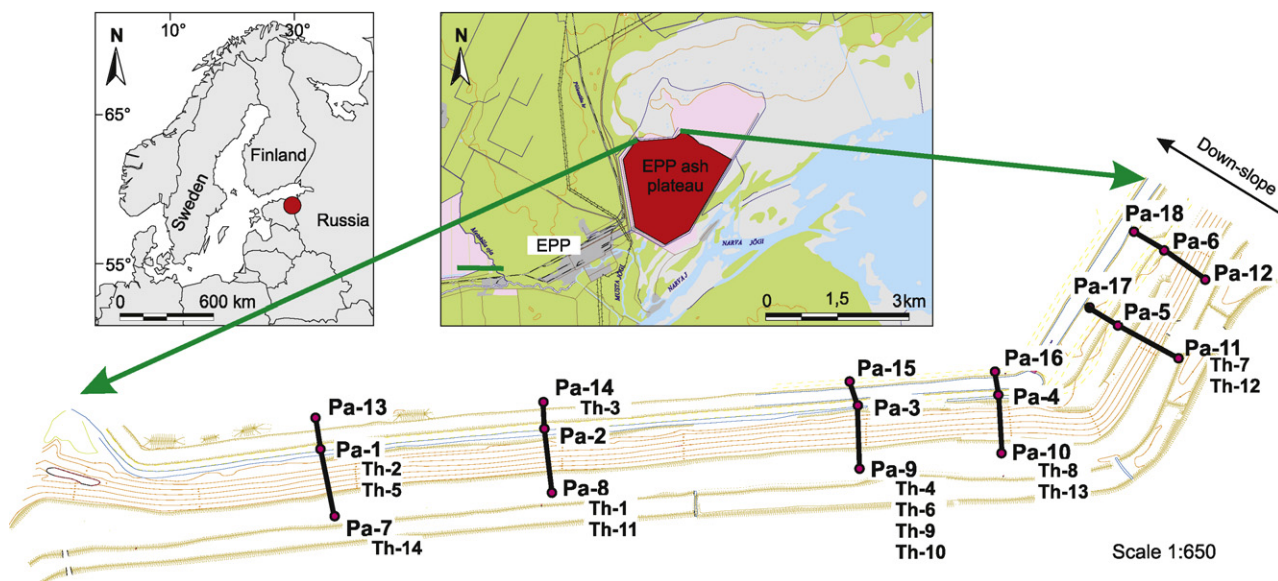 10°
30°
N
65°
55°
Finland
Sweden
Russia
0
600 km
N
EPP ash
plateau
EPP
NARVA JÕGI
NARVA J
MUSTA JÕGI
0
1,5
3km
Down-slope
Pa-18
Pa-6
Pa-12
Pa-17
Pa-5
Pa-11
Th-7
Th-12
Pa-16
Pa-4
Pa-10
Th-8
Th-13
Pa-15
Pa-3
Pa-9
Th-4
Th-6
Th-9
Th-10
Pa-14
Th-3
Pa-2
Pa-8
Th-1
Th-11
Pa-13
Pa-1
Th-2
Th-5
Pa-7
Th-14
Scale 1:650